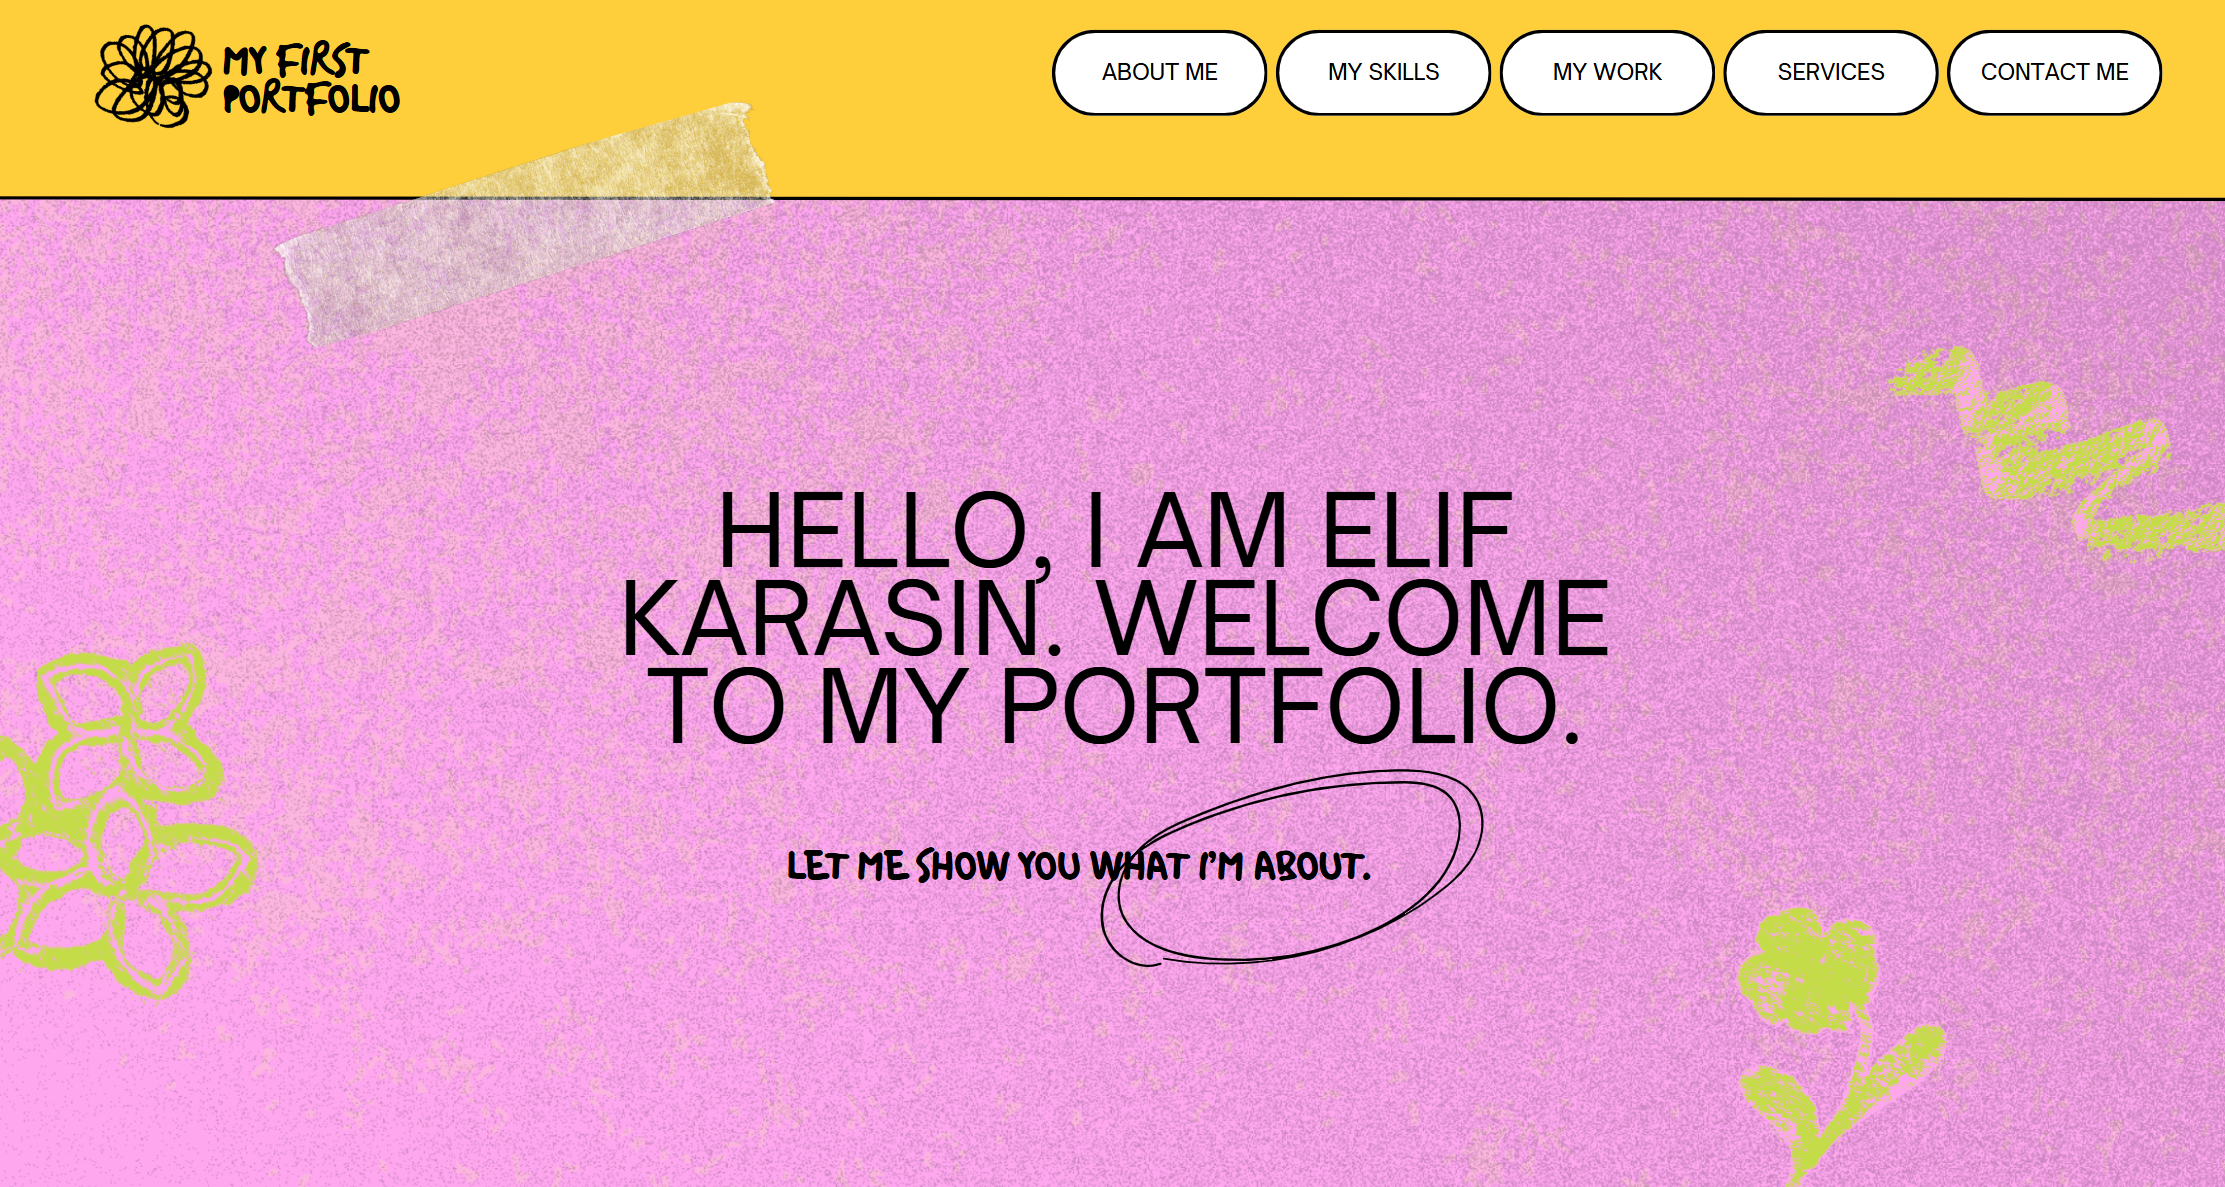 MY FIRST
PORTFOLIO
ABOUT ME
MY SKILLS
MY WORK
SERVICES
CONTACT ME
HELLO, I AM ELIF
KARASIN. WELCOME
TO MY PORTFOLIO.
LET ME SHOW YOU WHAT I'M ABOUT.